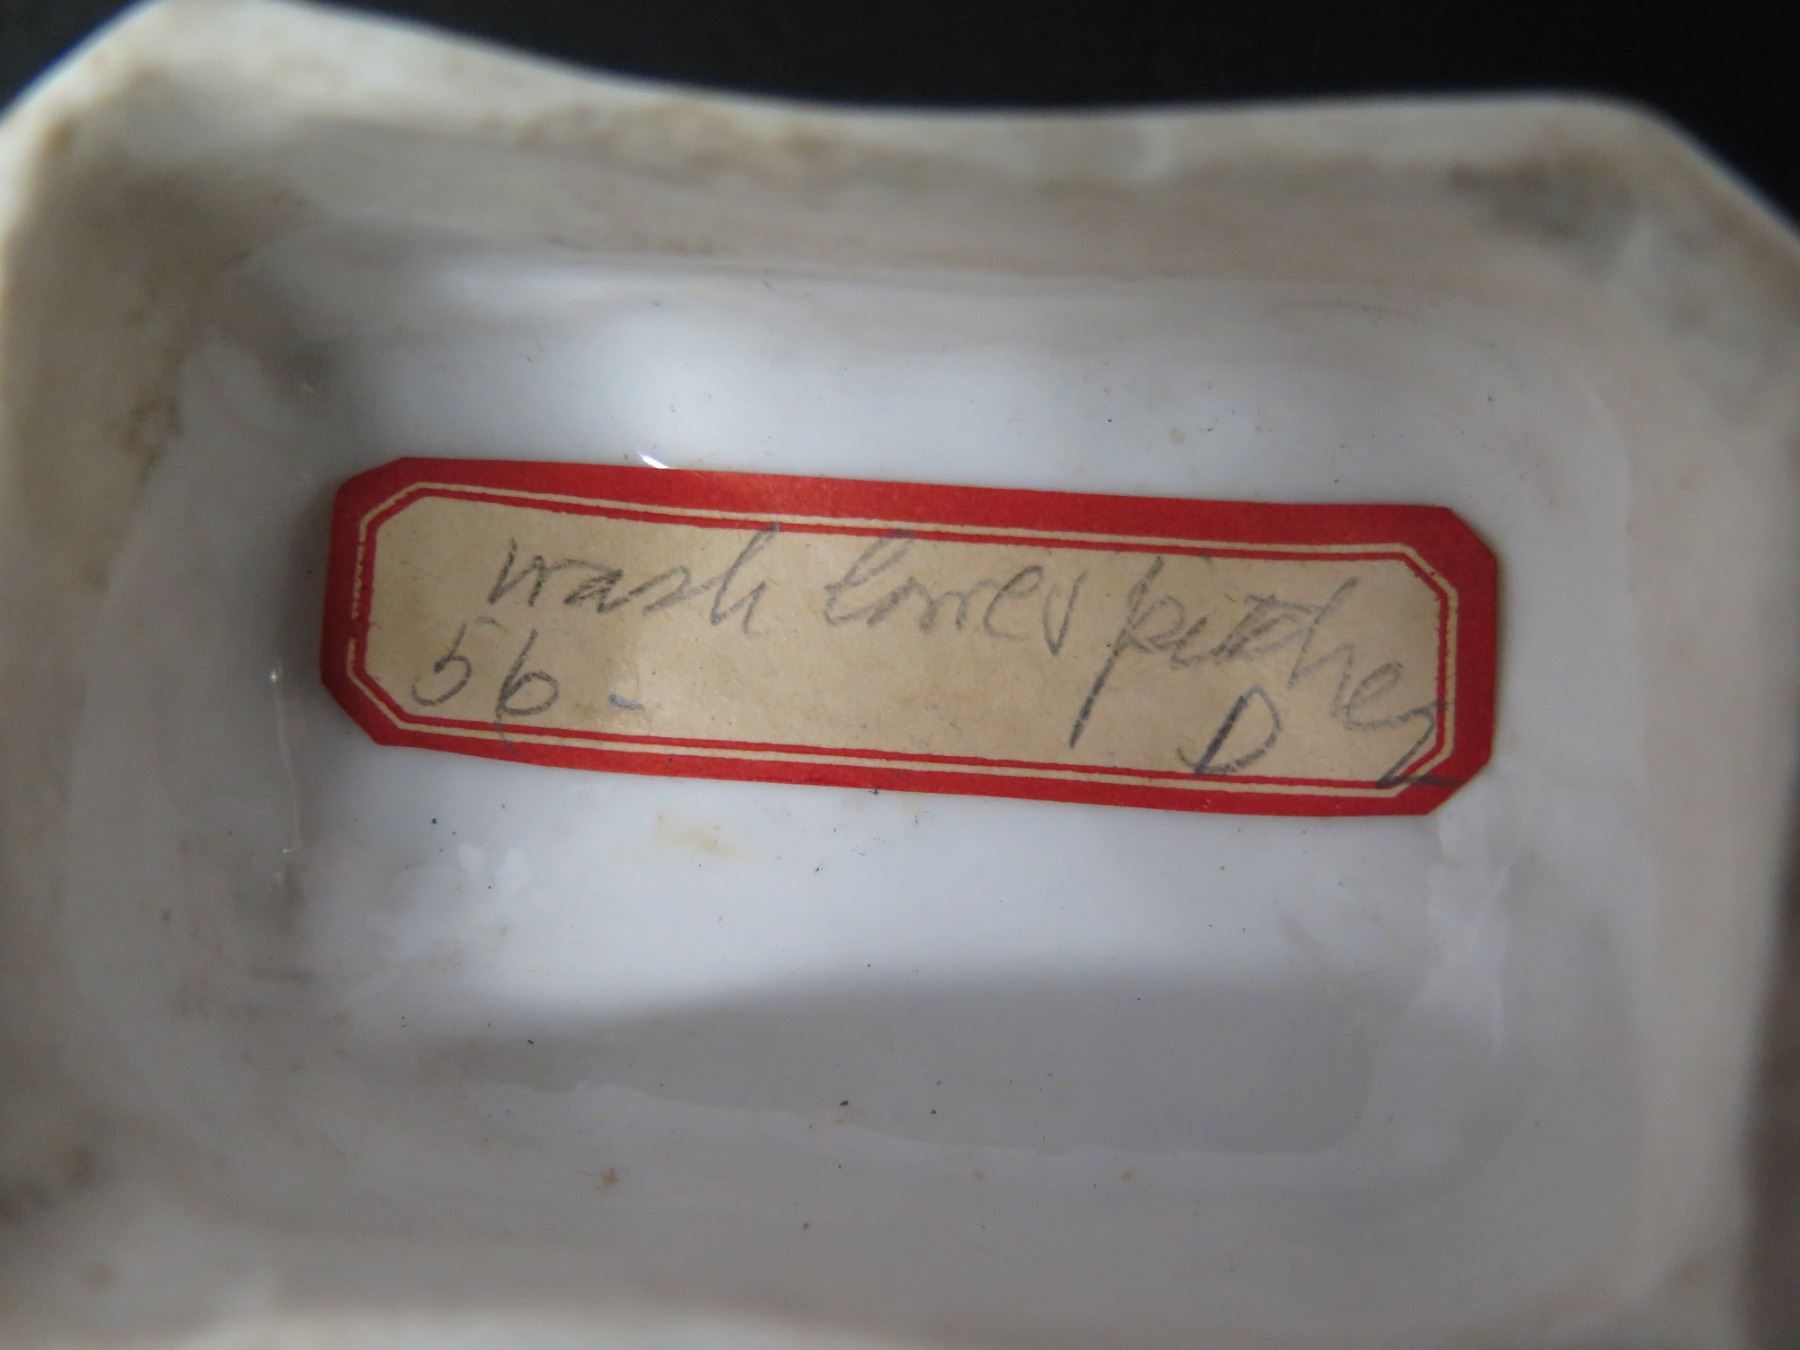 wash bowl & pitcher
56 - D